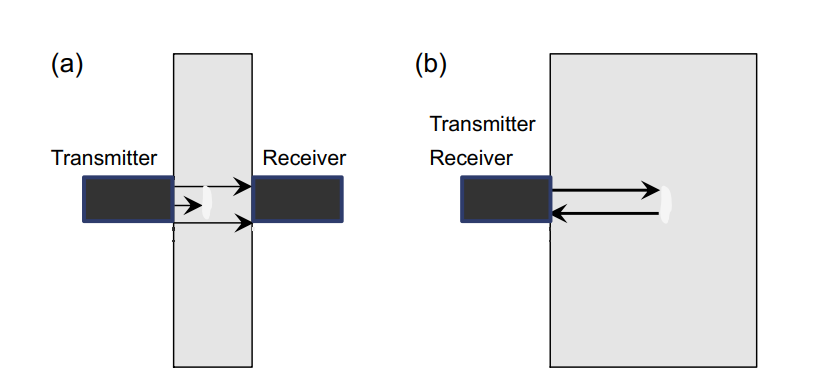 (a)
Transmitter
Receiver
(b)
Transmitter
Receiver